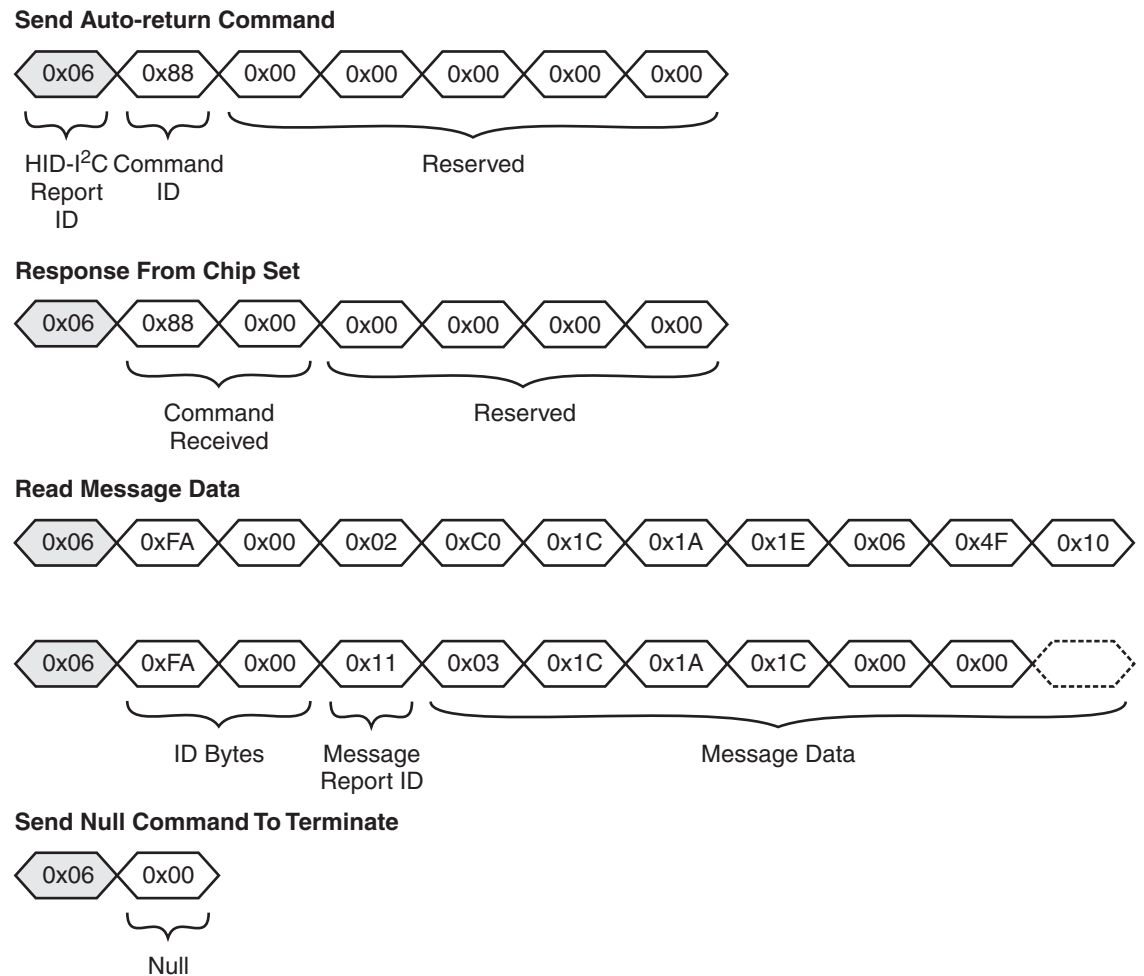 Send Auto-return Command
0x06 0x88 0x00 0x00 0x00 0x00 0x00
HID-I²C Command Reserved
Report ID
ID
Response From Chip Set
0x06 0x88 0x00 0x00 0x00 0x00 0x00
Command Reserved
Received
Read Message Data
0x06 0xFA 0x00 0x02 0xC0 0x1C 0x1A 0x1E 0x06 0x4F 0x10
0x06 0xFA 0x00 0x11 0x03 0x1C 0x1A 0x1C 0x00 0x00
ID Bytes Message Message Data
Report ID
Send Null Command To Terminate
0x06 0x00
Null